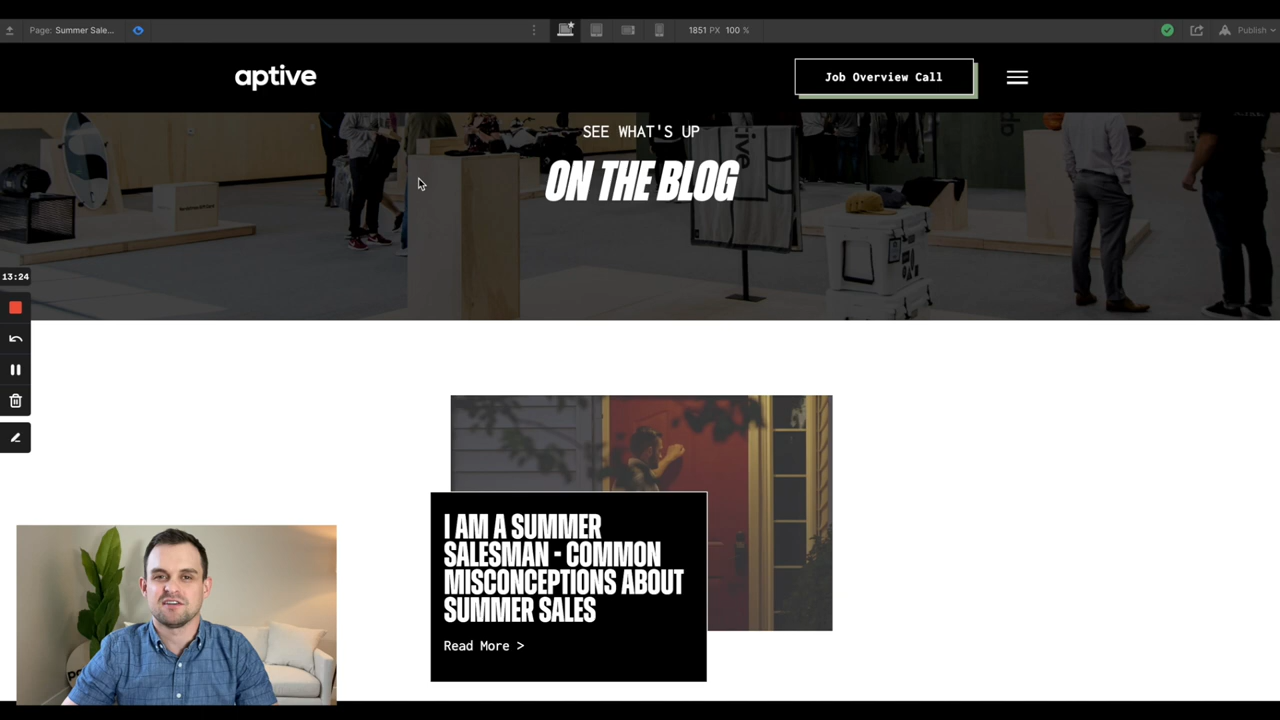 Page: Summer Sale...
1851 PX 100 %
Publish
aptive
Job Overview Call
SEE WHAT'S UP
ON THE BLOG
13:24
I AM A SUMMER
SALESMAN - COMMON
MISCONCEPTIONS ABOUT
SUMMER SALES
Read More >